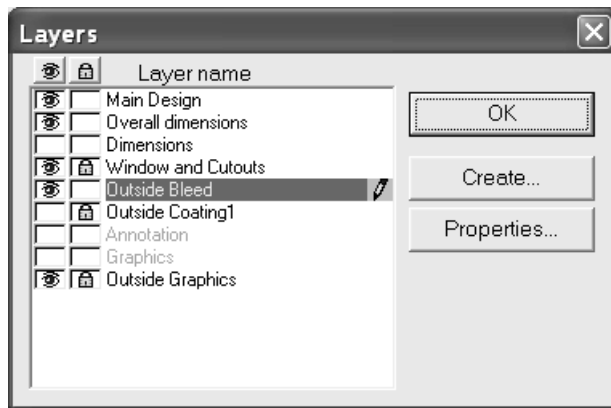 Layers
Layer name
Main Design
Overall dimensions
Dimensions
Window and Cutouts
Outside Bleed
Outside Coating1
Annotation
Graphics
Outside Graphics
OK
Create...
Properties...